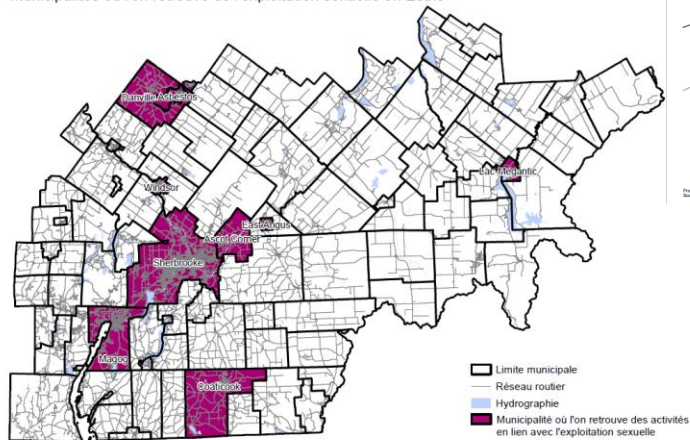 Danville Asbestos
Lac-Mégantic
Windsor
East Angus
Ascot Corner
Sherbrooke
Magog
Coaticook
Limite municipale
Réseau routier
Hydrographie
Municipalité où l'on retrouve des activités
en lien avec l'exploitation sexuelle